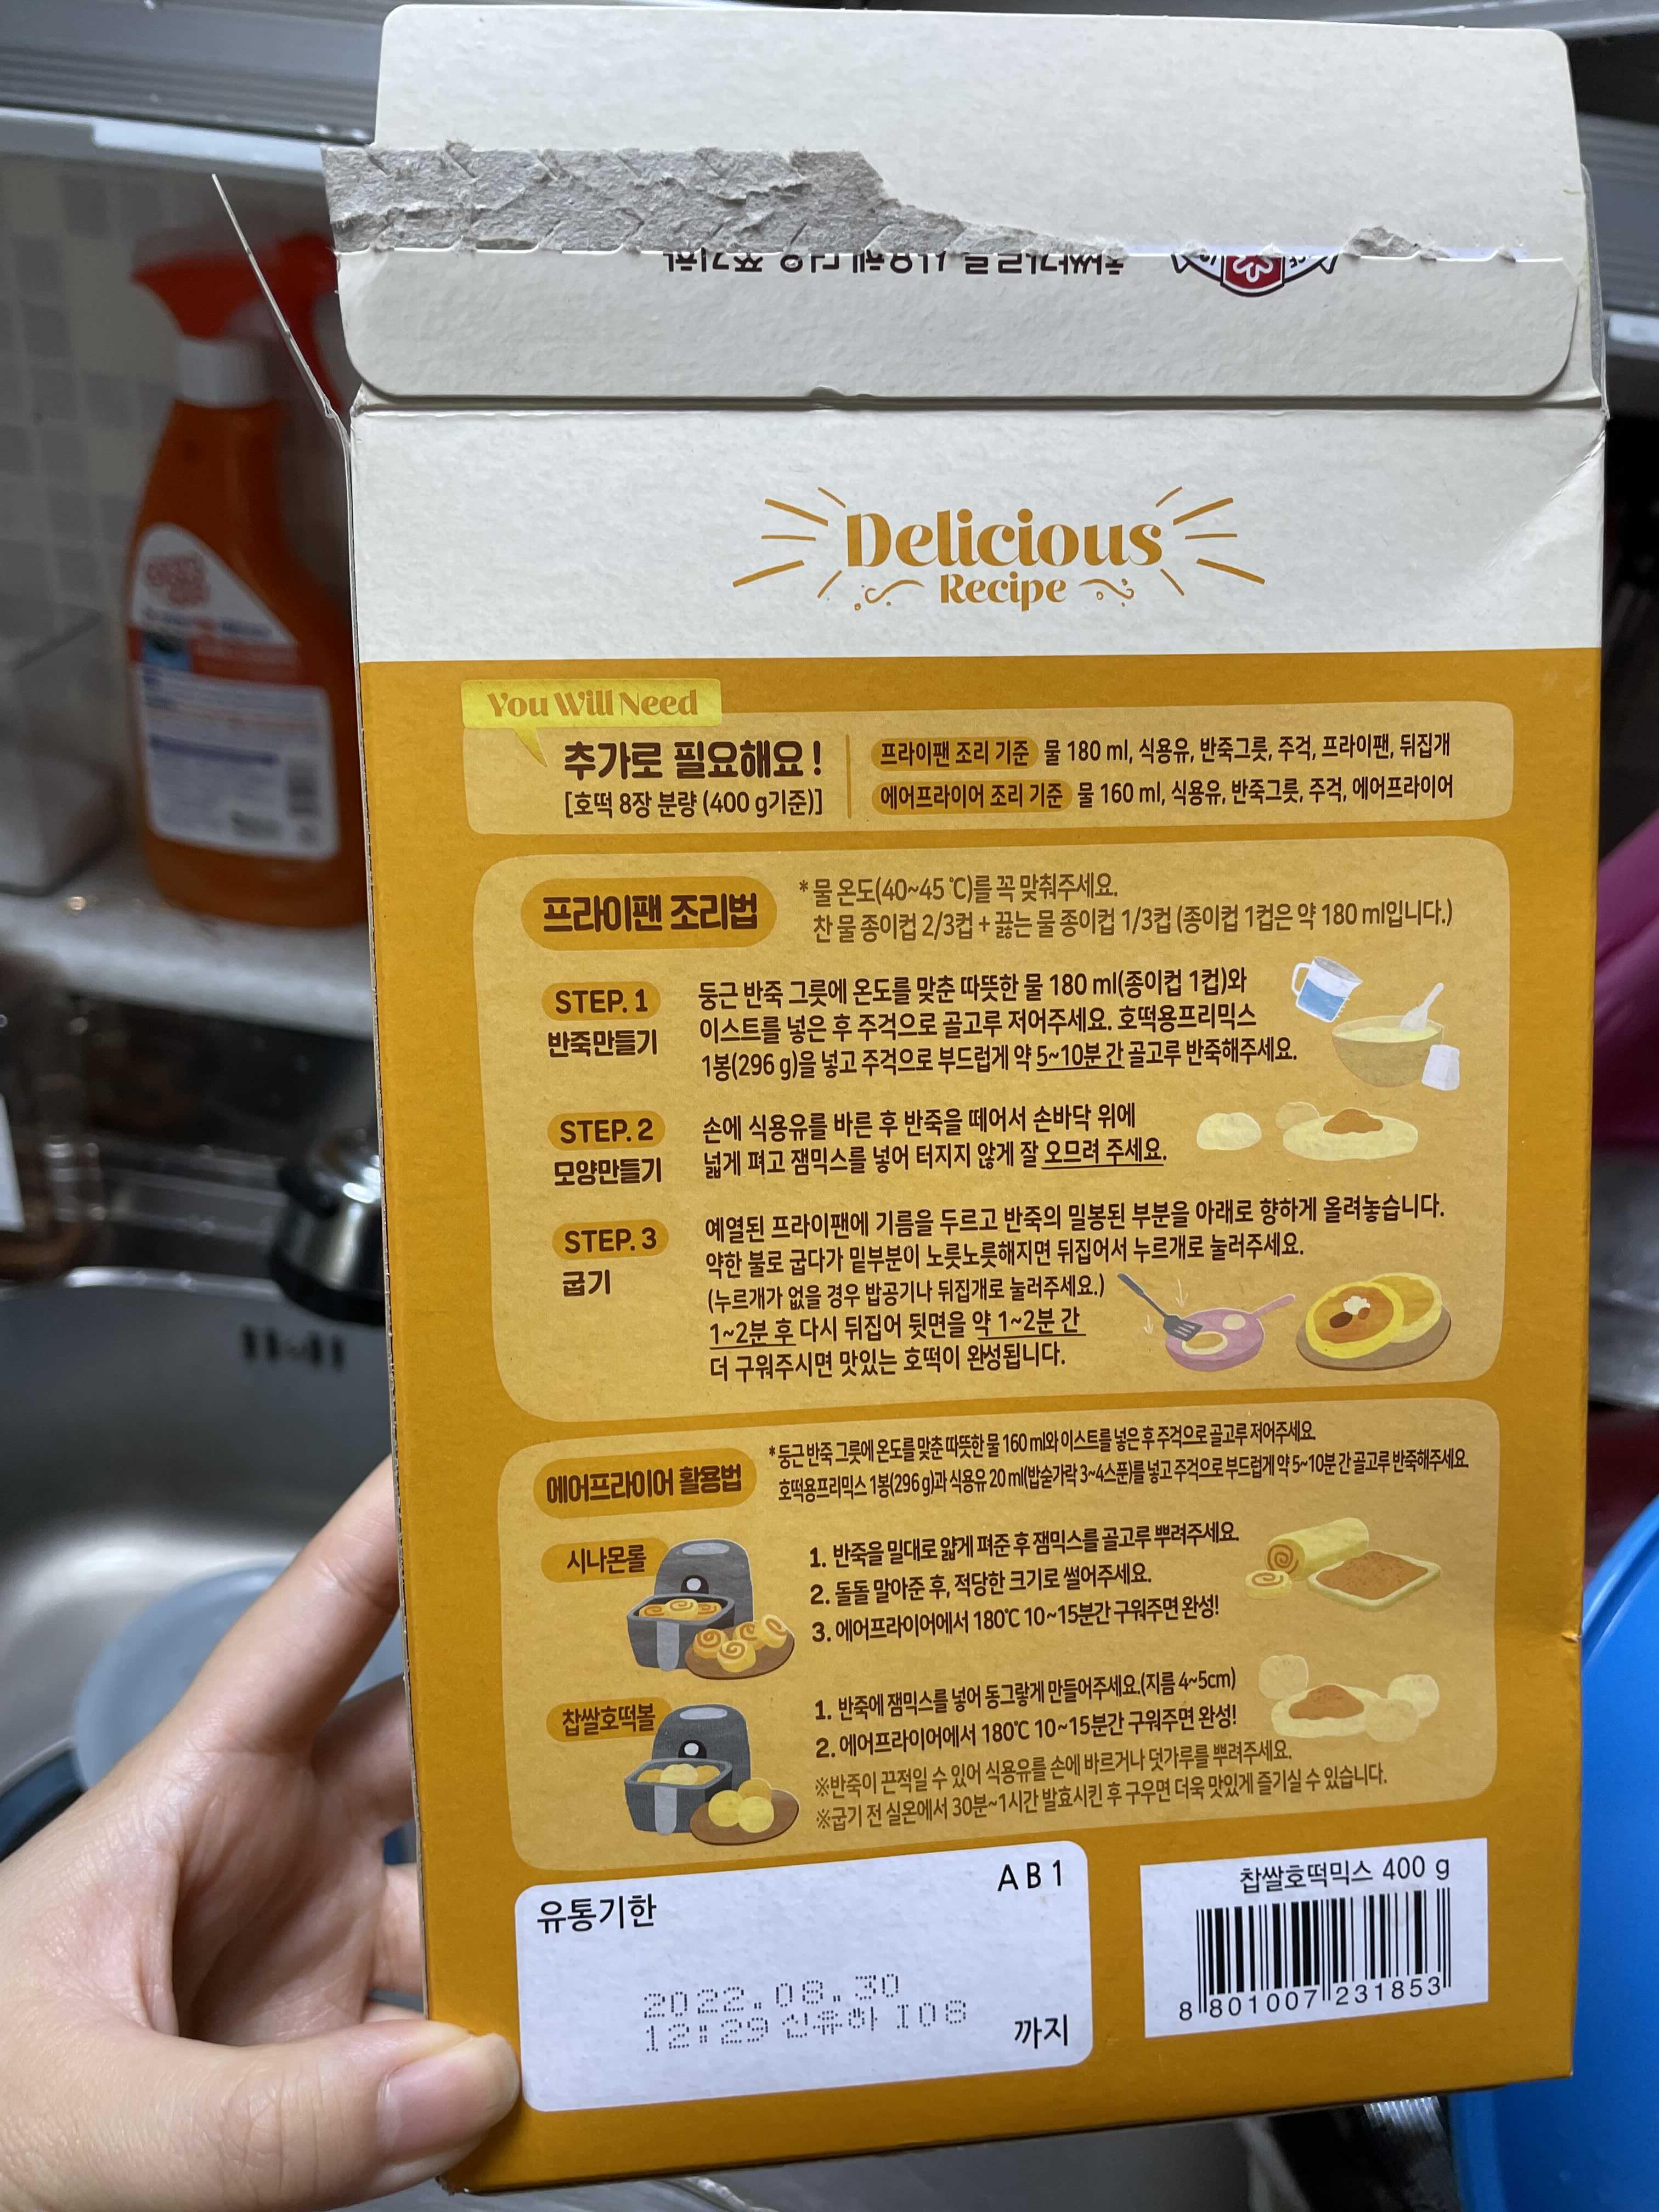 Delicious
Recipe
You Will Need
추가로 필요해요!
[호떡 8장 분량 (400 g기준)]
프라이팬 조리 기준 물 180 ml, 식용유, 반죽그릇, 주걱, 프라이팬, 뒤집개
에어프라이어 조리 기준 물 160 ml, 식용유, 반죽그릇, 주걱, 에어프라이어
프라이팬 조리법
*물 온도(40~45 ℃)를 꼭 맞춰주세요.
찬 물 종이컵 2/3컵 + 끓는 물 종이컵 1/3컵 (종이컵 1컵은 약 180 ml입니다.)
STEP. 1
반죽만들기
둥근 반죽 그릇에 온도를 맞춘 따뜻한 물 180 ml(종이컵 1컵)와
이스트를 넣은 후 주걱으로 골고루 저어주세요. 호떡용프리믹스
1봉(296 g)을 넣고 주걱으로 부드럽게 약 5~10분 간 골고루 반죽해주세요.
STEP. 2
모양만들기
손에 식용유를 바른 후 반죽을 떼어서 손바닥 위에
넓게 펴고 잼믹스를 넣어 터지지 않게 잘 오므려 주세요.
STEP. 3
굽기
예열된 프라이팬에 기름을 두르고 반죽의 밀봉된 부분을 아래로 향하게 올려놓습니다.
약한 불로 굽다가 밑부분이 노릇노릇해지면 뒤집어서 누르개로 눌러주세요.
(누르개가 없을 경우 밥공기나 뒤집개로 눌러주세요.)
1~2분 후 다시 뒤집어 뒷면을 약 1~2분 간
더 구워주시면 맛있는 호떡이 완성됩니다.
에어프라이어 활용법
*둥근 반죽 그릇에 온도를 맞춘 따뜻한 물 160 ml와 이스트를 넣은 후 주걱으로 골고루 저어주세요.
호떡용프리믹스 1봉(296 g)과 식용유 20 ml(밥숟가락 3~4스푼)를 넣고 주걱으로 부드럽게 약 5~10분 간 골고루 반죽해주세요.
시나몬롤
1. 반죽을 밀대로 얇게 펴준 후 잼믹스를 골고루 뿌려주세요.
2. 돌돌 말아준 후, 적당한 크기로 썰어주세요.
3. 에어프라이어에서 180℃ 10~15분간 구워주면 완성!
찹쌀호떡볼
1. 반죽에 잼믹스를 넣어 동그랗게 만들어주세요.(지름 4~5cm)
2. 에어프라이어에서 180℃ 10~15분간 구워주면 완성!
※반죽이 끈적일 수 있어 식용유를 손에 바르거나 덧가루를 뿌려주세요.
※굽기 전 실온에서 30분~1시간 발효시킨 후 구우면 더욱 맛있게 즐기실 수 있습니다.
AB1
유통기한
2022.08.30
12:29 신유하 I08
까지
찹쌀호떡믹스 400 g
8 801007 231853